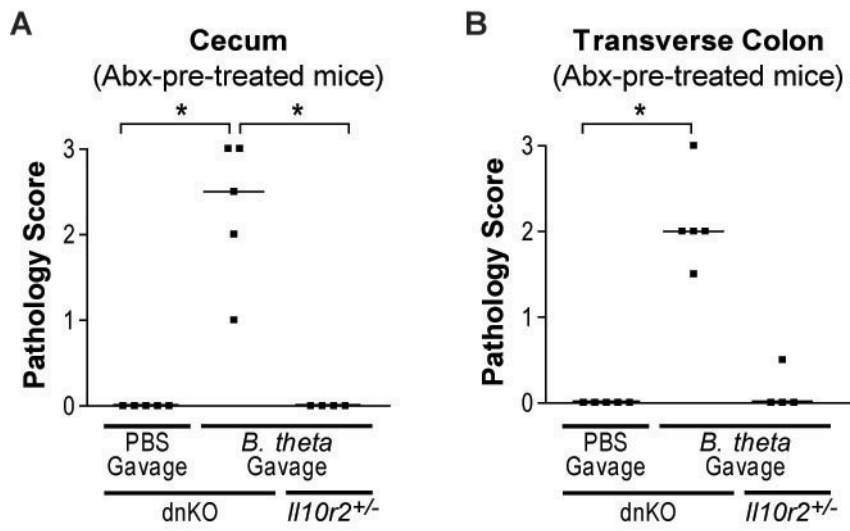 A
Cecum
(Abx-pre-treated mice)
*
*
Pathology Score
3
2
1
0
PBS
Gavage
B. theta
Gavage
dnKO
Il10r2+/-
B
Transverse Colon
(Abx-pre-treated mice)
*
Pathology Score
3
2
1
0
PBS
Gavage
B. theta
Gavage
dnKO
Il10r2+/-